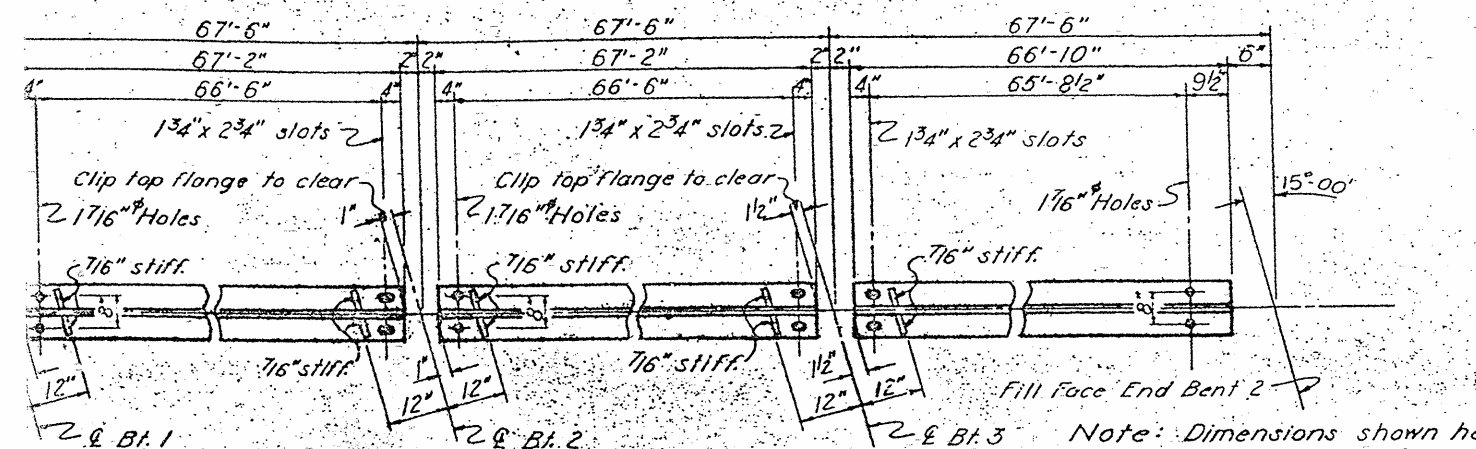 67'-6" 67'-6" 67'-6"
67'-2" 2" 2" 67'-2" 2" 2" 66'-10" 6"
4" 66'-6" 4" 4" 66'-6" 4" 4" 65'-8½" 9½"
1¾" x 2¾" slots 1¾" x 2¾" slots 1¾" x 2¾" slots
Clip top flange to clear Clip top flange to clear 15°-00'
1 7/16" ϕ Holes 1" 1 7/16" ϕ Holes 1½" 1 7/16" ϕ Holes
7/16" stiff. 7/16" stiff. 7/16" stiff.
8" 8" 8"
7/16" stiff. 1" 7/16" stiff. 1½"
12" 12" 12" 12" 12" Fill Face End Bent 2
℄ Bt. 1 ℄ Bt. 2 ℄ Bt. 3 Note: Dimensions shown